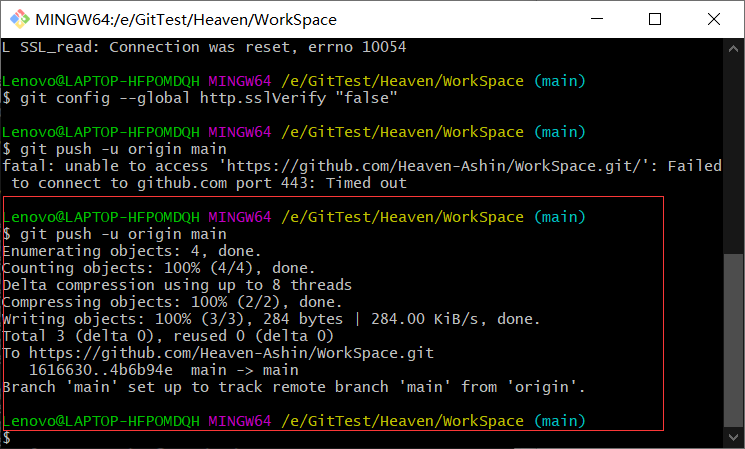 MINGW64:/e/GitTest/Heaven/WorkSpace
L SSL_read: Connection was reset, errno 10054
Lenovo@LAPTOP-HFPOMDQH MINGW64 /e/GitTest/Heaven/WorkSpace (main)
$ git config --global http.sslVerify "false"
Lenovo@LAPTOP-HFPOMDQH MINGW64 /e/GitTest/Heaven/WorkSpace (main)
$ git push -u origin main
fatal: unable to access 'https://github.com/Heaven-Ashin/WorkSpace.git/': Failed
to connect to github.com port 443: Timed out
Lenovo@LAPTOP-HFPOMDQH MINGW64 /e/GitTest/Heaven/WorkSpace (main)
$ git push -u origin main
Enumerating objects: 4, done.
Counting objects: 100% (4/4), done.
Delta compression using up to 8 threads
Compressing objects: 100% (2/2), done.
Writing objects: 100% (3/3), 284 bytes | 284.00 KiB/s, done.
Total 3 (delta 0), reused 0 (delta 0)
To https://github.com/Heaven-Ashin/WorkSpace.git
1616630..4b6b94e  main -> main
Branch 'main' set up to track remote branch 'main' from 'origin'.
Lenovo@LAPTOP-HFPOMDQH MINGW64 /e/GitTest/Heaven/WorkSpace (main)
$